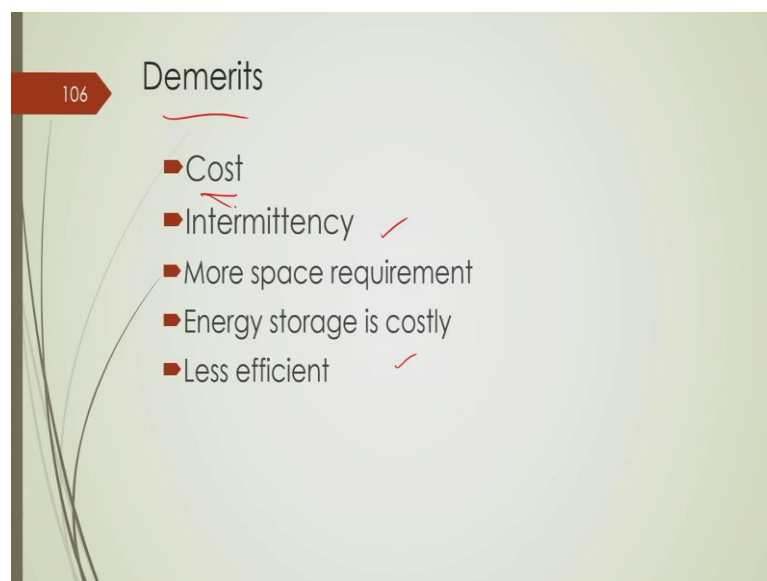 106
Demerits
Cost
Intermittency
More space requirement
Energy storage is costly
Less efficient